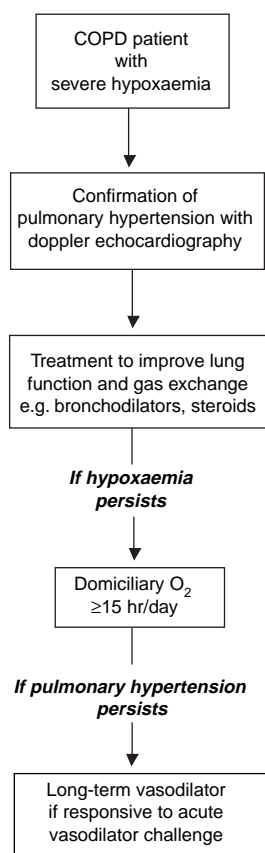 COPD patient
with
severe hypoxaemia
Confirmation of
pulmonary hypertension with
doppler echocardiography
Treatment to improve lung
function and gas exchange
e.g. bronchodilators, steroids
If hypoxaemia
persists
Domiciliary O₂
≥15 hr/day
If pulmonary hypertension
persists
Long-term vasodilator
if responsive to acute
vasodilator challenge